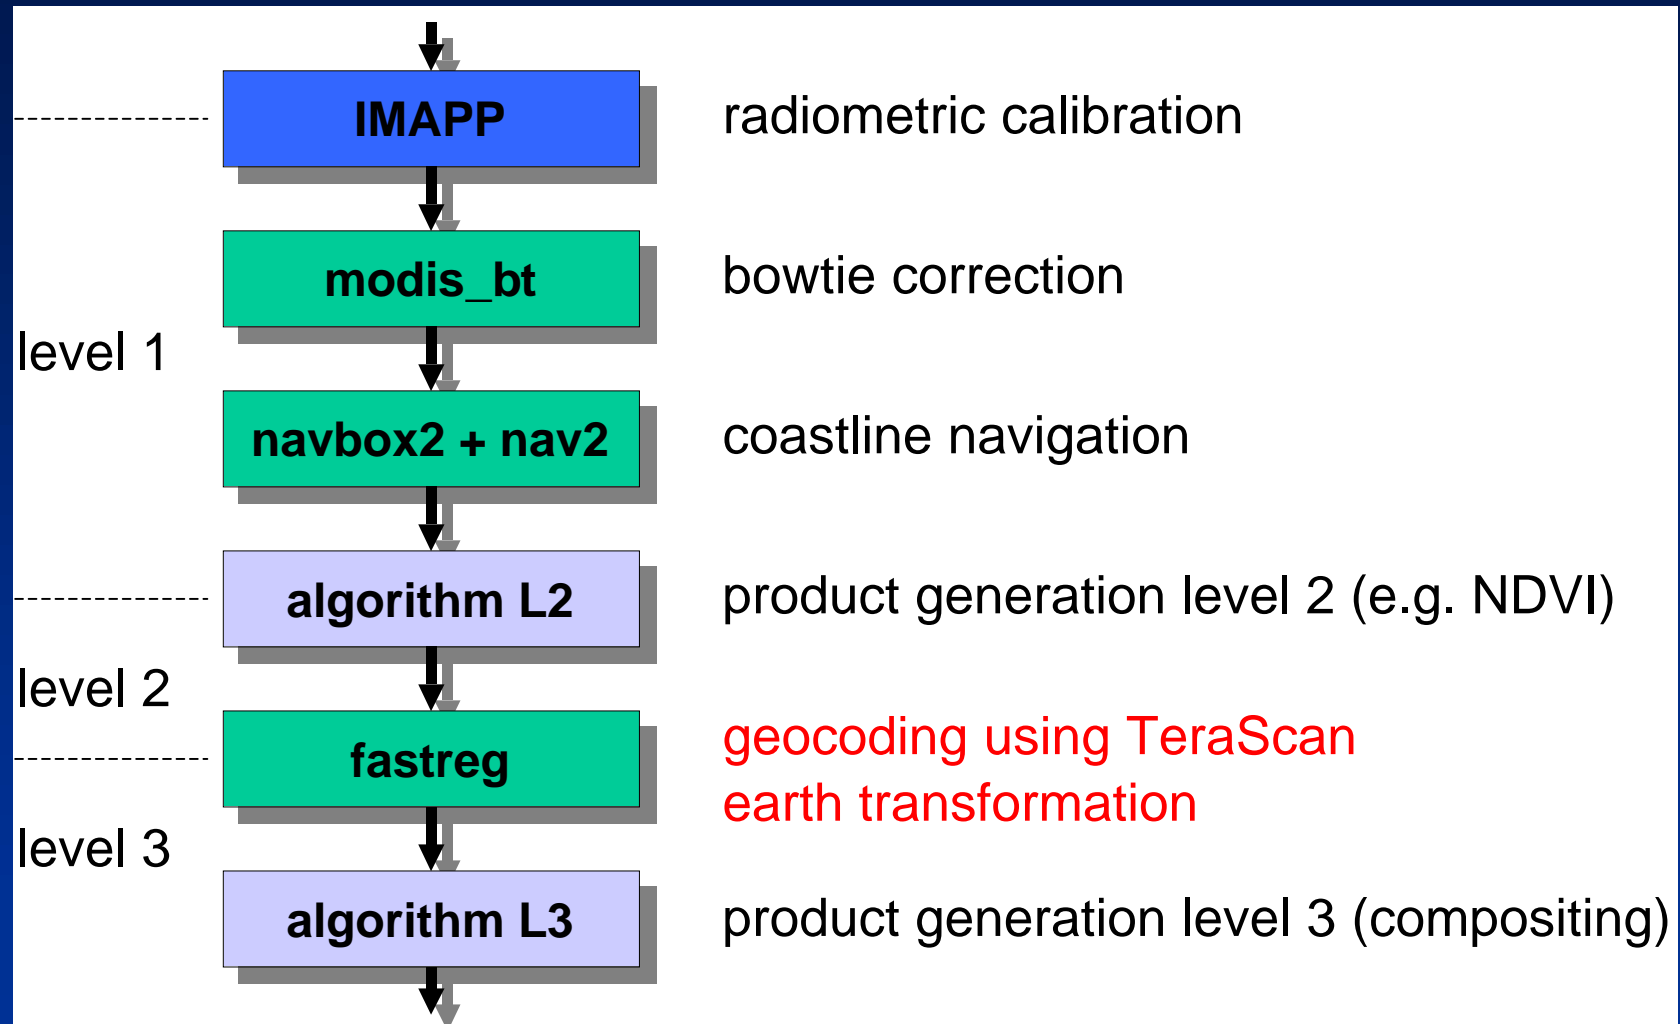 IMAPP
radiometric calibration
modis_bt
bowtie correction
level 1
navbox2 + nav2
coastline navigation
algorithm L2
product generation level 2 (e.g. NDVI)
level 2
fastreg
geocoding using TeraScan
earth transformation
level 3
algorithm L3
product generation level 3 (compositing)